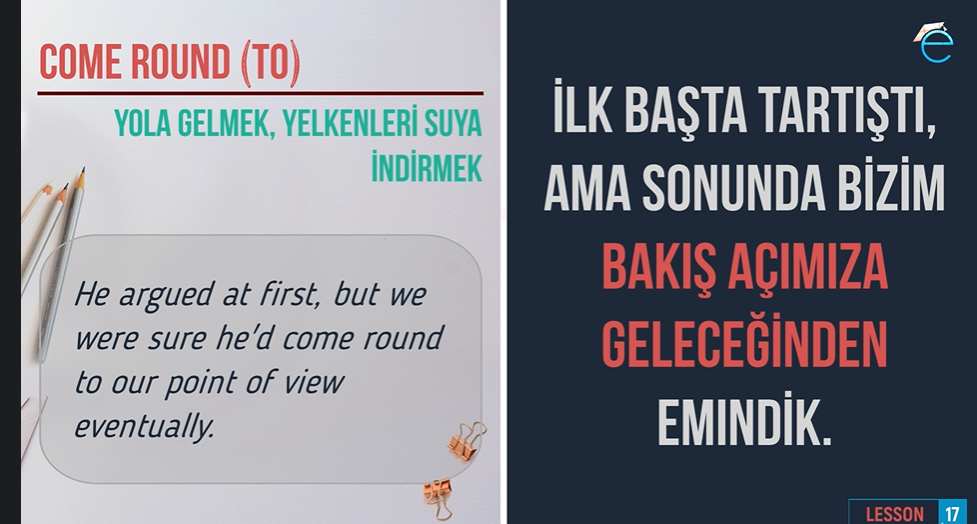 COME ROUND (TO)
YOLA GELMEK, YELKENLERİ SUYA
İNDİRMEK
He argued at first, but we
were sure he'd come round
to our point of view
eventually.
İLK BAŞTA TARTIŞTI,
AMA SONUNDA BİZİM
BAKIŞ AÇIMIZA
GELECEĞİNDEN
EMINDİK.
LESSON 17